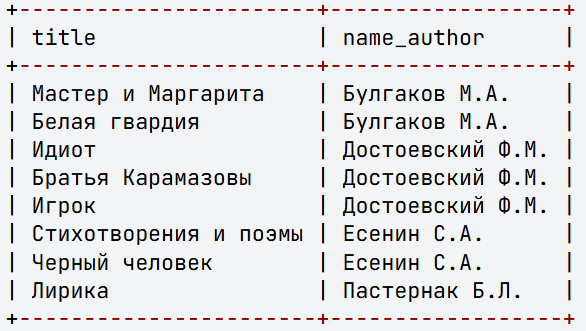 +-----------------------+------------------+
| title                 | name_author      |
+-----------------------+------------------+
| Мастер и Маргарита    | Булгаков М.А.    |
| Белая гвардия         | Булгаков М.А.    |
| Идиот                 | Достоевский Ф.М. |
| Братья Карамазовы     | Достоевский Ф.М. |
| Игрок                 | Достоевский Ф.М. |
| Стихотворения и поэмы | Есенин С.А.      |
| Черный человек        | Есенин С.А.      |
| Лирика                | Пастернак Б.Л.   |
+-----------------------+------------------+